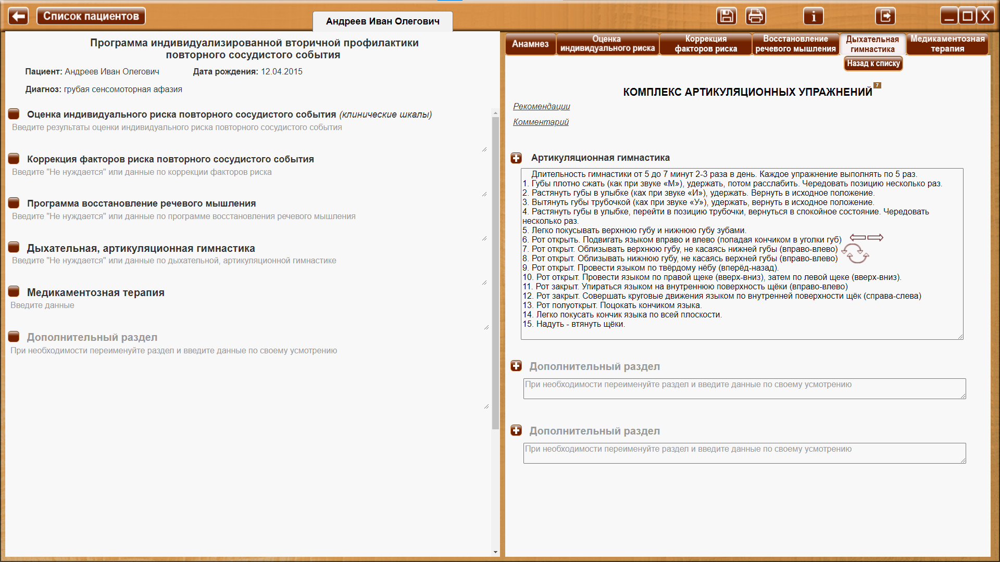 Список пациентов
Андреев Иван Олегович
Программа индивидуализированной вторичной профилактики
повторного сосудистого события
Пациент: Андреев Иван Олегович Дата рождения: 12.04.2015
Диагноз: грубая сенсомоторная афазия
Оценка индивидуального риска повторного сосудистого события (клинические шкалы)
Введите результаты оценки индивидуального риска повторного сосудистого события
Коррекция факторов риска повторного сосудистого события
Введите "Не нуждается" или данные по коррекции факторов риска
Программа восстановление речевого мышления
Введите "Не нуждается" или данные по программе восстановления речевого мышления
Дыхательная, артикуляционная гимнастика
Введите "Не нуждается" или данные по дыхательной, артикуляционной гимнастике
Медикаментозная терапия
Введите данные
Дополнительный раздел
При необходимости переименуйте раздел и введите данные по своему усмотрению
Анамнез
Оценка
индивидуального риска
Коррекция
факторов риска
Восстановление
речевого мышления
Дыхательная
гимнастика
Медикаментозная
терапия
Назад к списку
КОМПЛЕКС АРТИКУЛЯЦИОННЫХ УПРАЖНЕНИЙ 7
Рекомендации
Комментарий
Артикуляционная гимнастика
Длительность гимнастики от 5 до 7 минут 2-3 раза в день. Каждое упражнение выполнять по 5 раз.
1. Губы плотно сжать (как при звуке «М»), удержать, потом расслабить. Чередовать позицию несколько раз.
2. Растянуть губы в улыбке (ках при звуке «И»), удержать. Вернуть в исходное положение.
3. Вытянуть губы трубочкой (ках при звуке «У»), удержать, вернуть в исходное положение.
4. Растянуть губы в улыбке, перейти в позицию трубочки, вернуться в спокойное состояние. Чередовать
несколько раз.
5. Легко покусывать верхнюю губу и нижнюю губу зубами.
6. Рот открыть. Подвигать языком вправо и влево (попадая кончиком в уголки губ)
7. Рот открыт. Облизывать верхнюю губу, не касаясь нижней губы (вправо-влево)
8. Рот открыт. Облизывать нижнюю губу, не касаясь верхней губы (вправо-влево)
9. Рот открыт. Провести языком по твёрдому нёбу (вперёд-назад).
10. Рот открыт. Провести языком по правой щеке (вверх-вниз), затем по левой щеке (вверх-вниз).
11. Рот закрыт. Упираться языком на внутреннюю поверхность щёки (вправо-влево)
12. Рот закрыт. Совершать круговые движения языком по внутренней поверхности щёк (справа-слева)
13. Рот полуоткрыт. Поцокать кончиком языка.
14. Легко покусать кончик языка по всей плоскости.
15. Надуть - втянуть щёки.
Дополнительный раздел
При необходимости переименуйте раздел и введите данные по своему усмотрению
Дополнительный раздел
При необходимости переименуйте раздел и введите данные по своему усмотрению